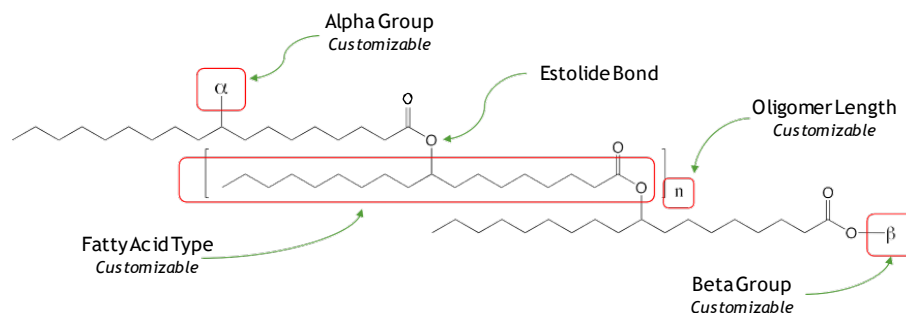 Alpha Group
Customizable
α
Estolide Bond
Oligomer Length
Customizable
O
O
[ ]
O
O
n
O
O
β
Fatty Acid Type
Customizable
Beta Group
Customizable